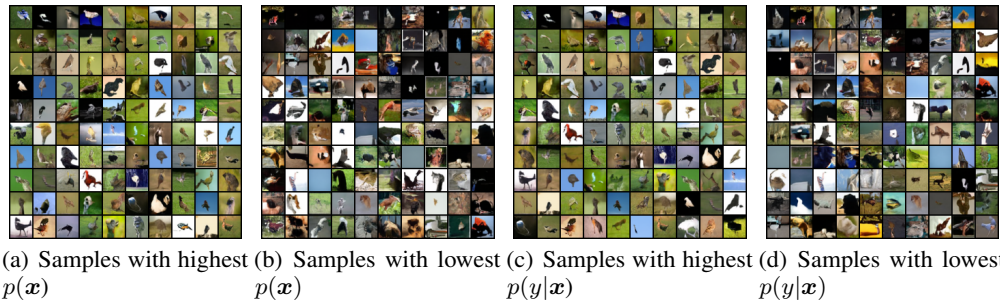 (a) Samples with highest p(x)
(b) Samples with lowest p(x)
(c) Samples with highest p(y|x)
(d) Samples with lowest p(y|x)